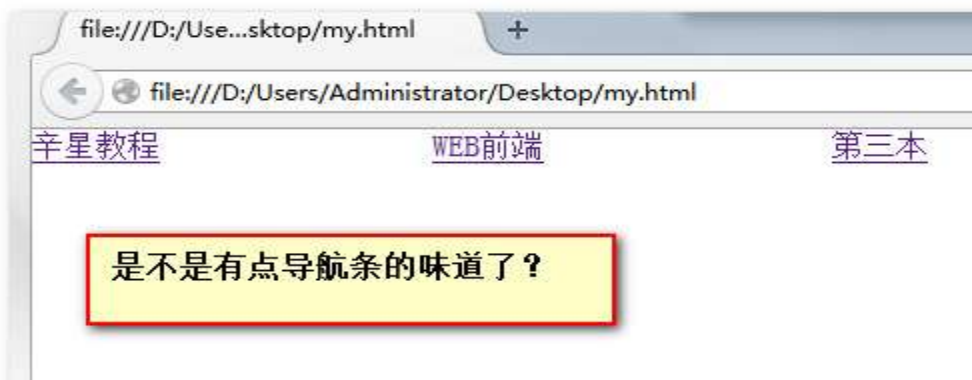 file:///D:/Use...sktop/my.html
file:///D:/Users/Administrator/Desktop/my.html
辛星教程 WEB前端 第三本
是不是有点导航条的味道了？